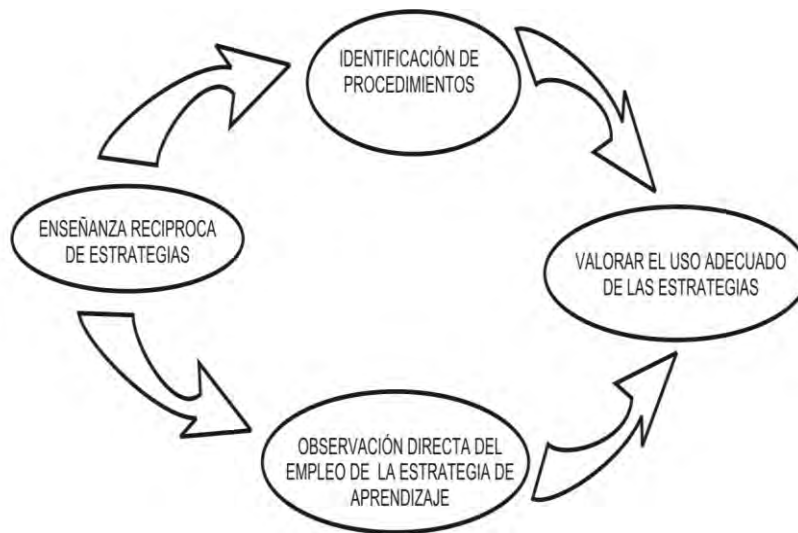 IDENTIFICACIÓN DE
PROCEDIMIENTOS
ENSEÑANZA RECIPROCA
DE ESTRATEGIAS
VALORAR EL USO ADECUADO
DE LAS ESTRATEGIAS
OBSERVACIÓN DIRECTA DEL
EMPLEO DE LA ESTRATEGIA DE
APRENDIZAJE